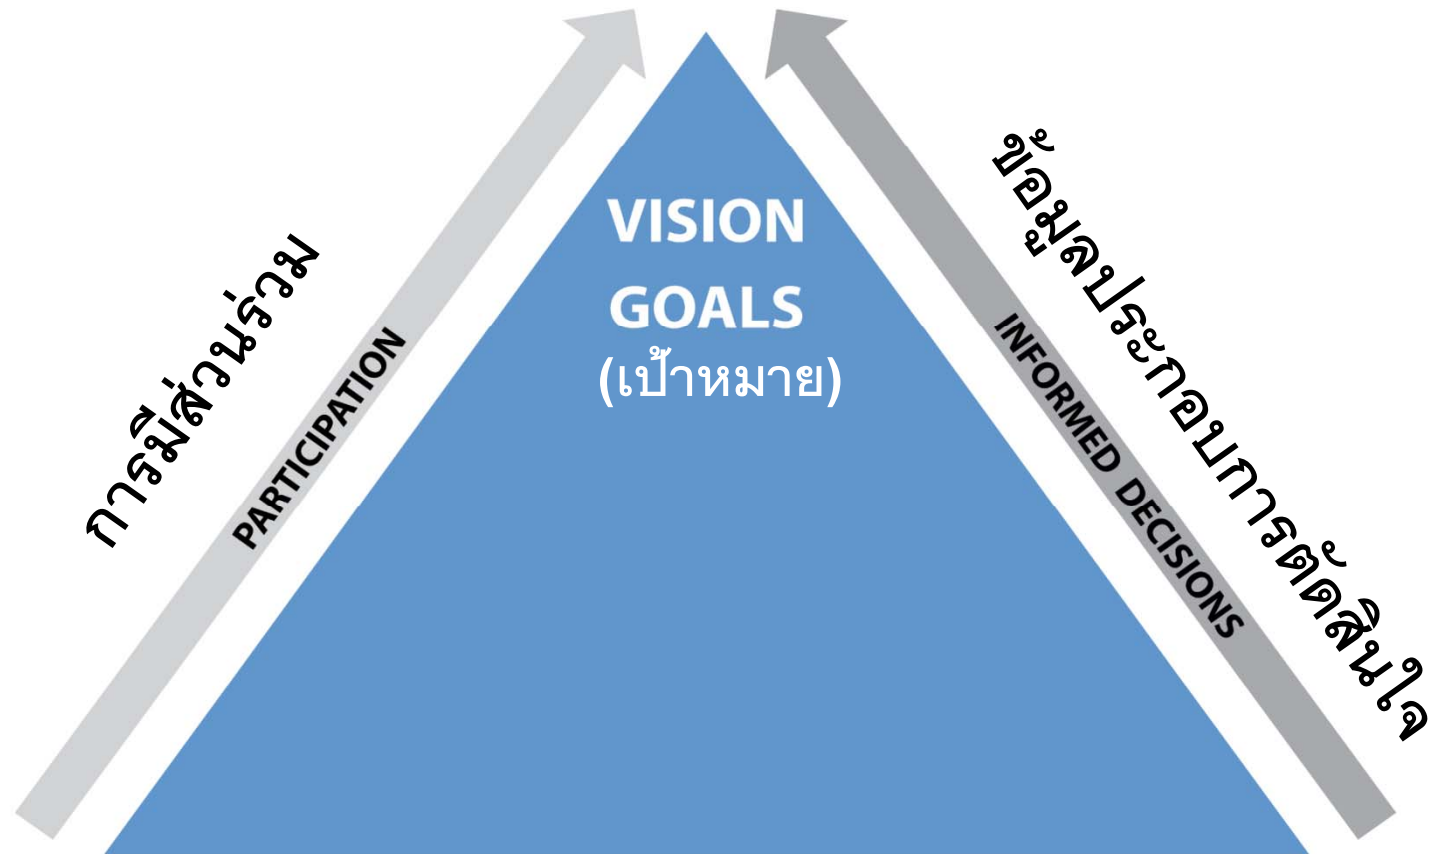 การมีส่วนร่วม
PARTICIPATION
VISION
GOALS
(เป้าหมาย)
INFORMED DECISIONS
ข้อมูลประกอบการตัดสินใจ